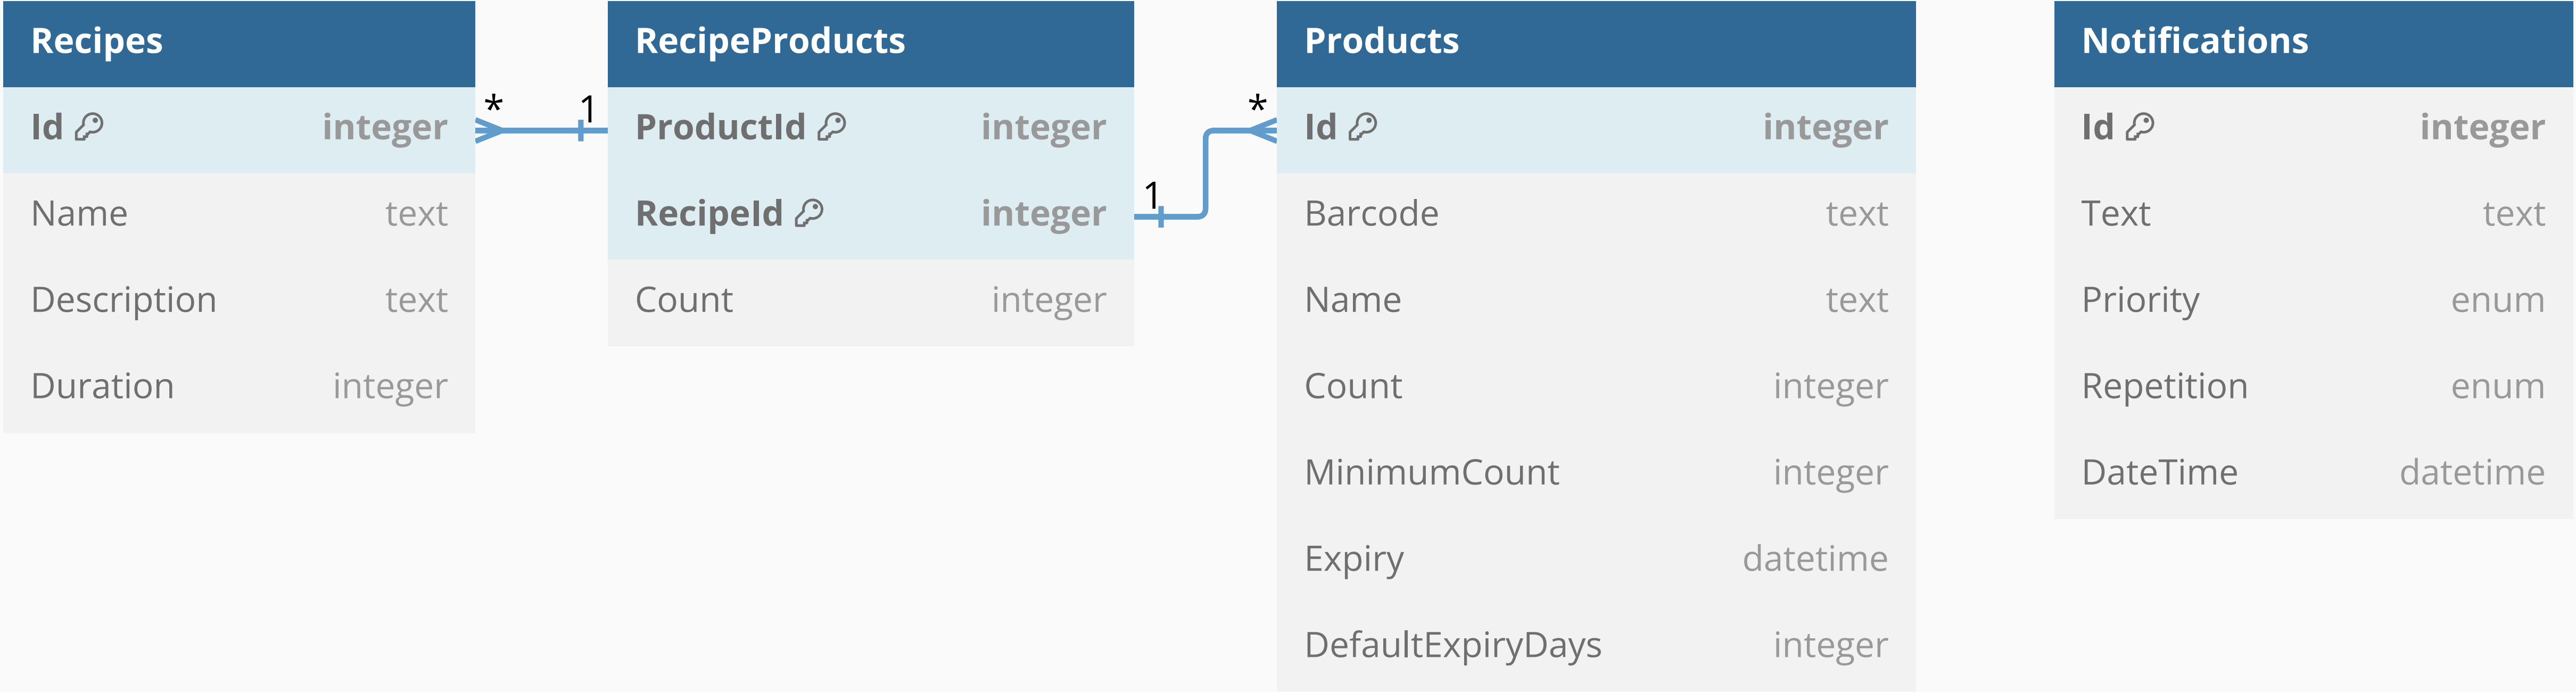 Recipes
Id integer
Name text
Description text
Duration integer
* 1
RecipeProducts
ProductId integer
RecipeId integer
Count integer
1 *
Products
Id integer
Barcode text
Name text
Count integer
MinimumCount integer
Expiry datetime
DefaultExpiryDays integer
Notifications
Id integer
Text text
Priority enum
Repetition enum
DateTime datetime